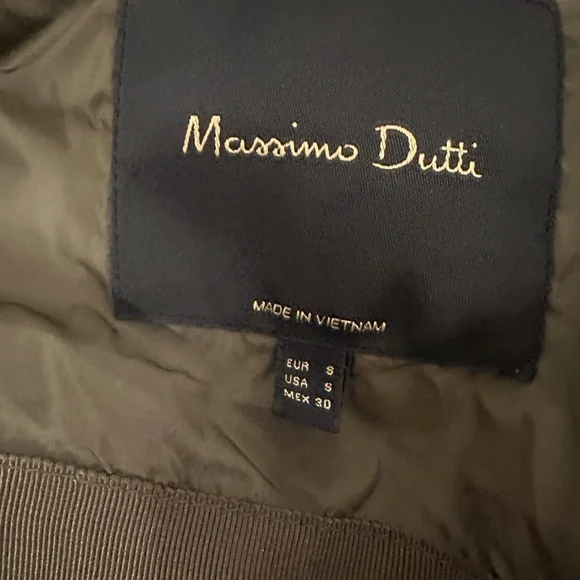 Massimo Dutti
MADE IN VIETNAM
EUR S
USA S
MEX 30